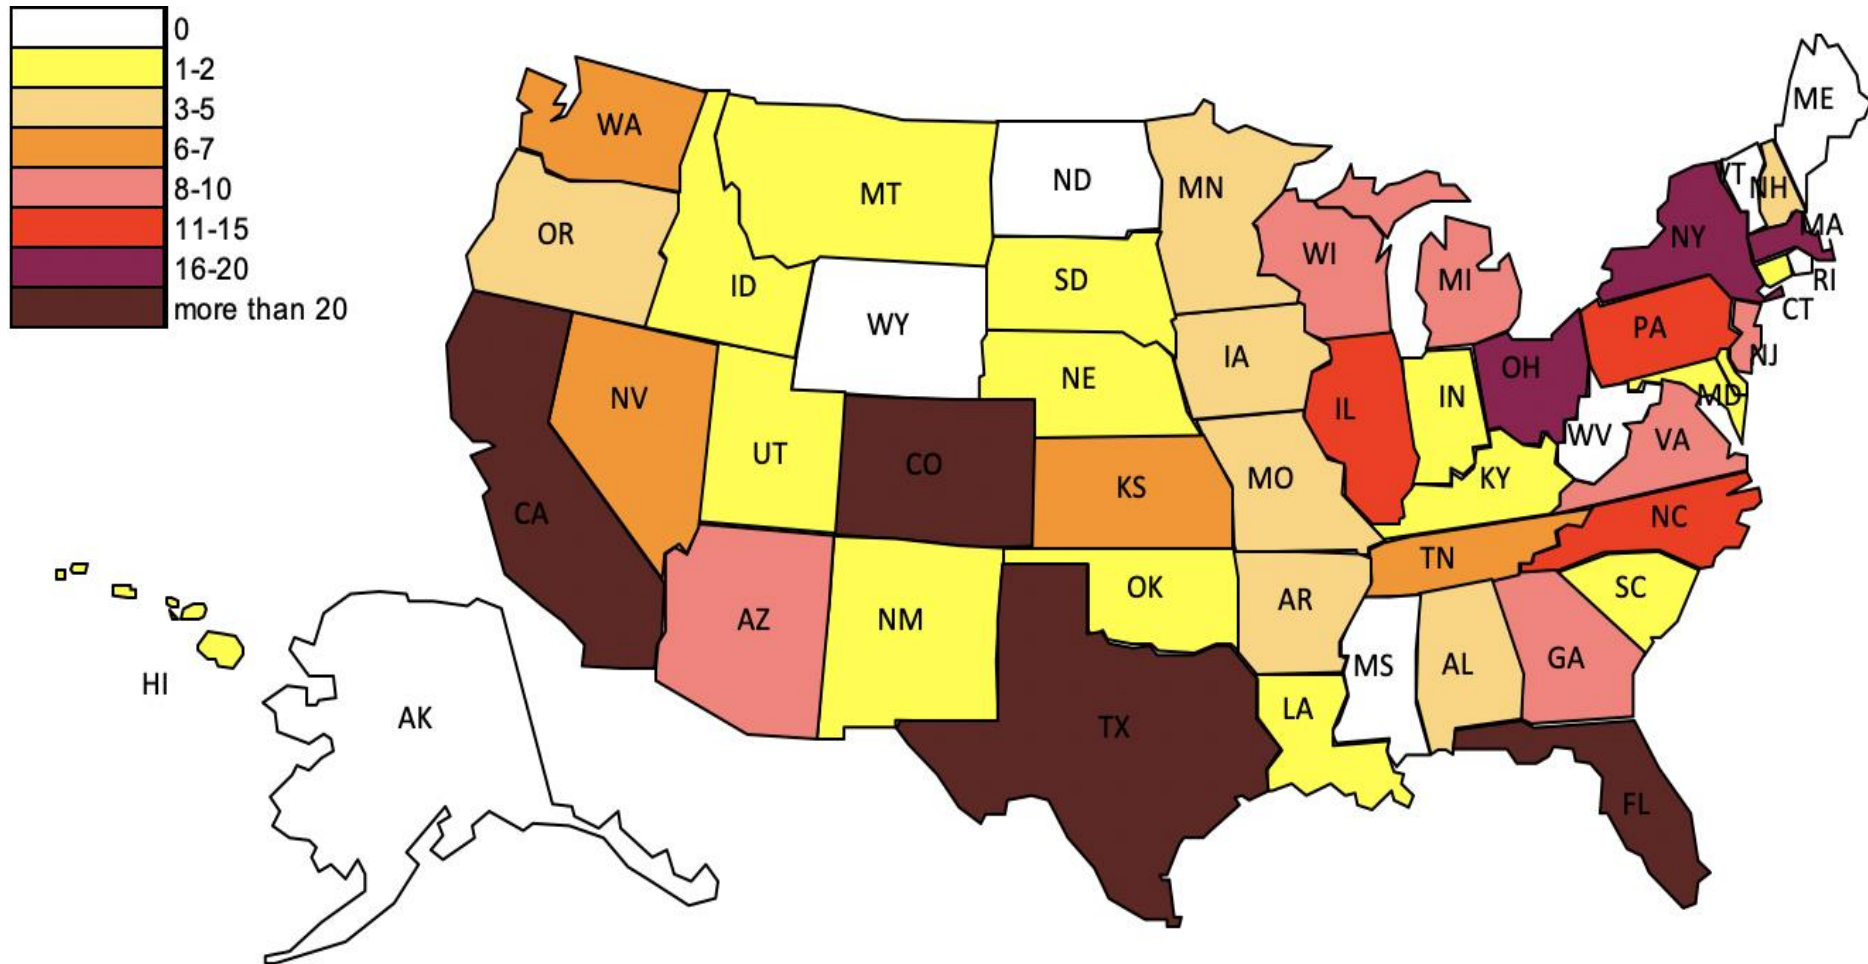 0
1-2
3-5
6-7
8-10
11-15
16-20
more than 20
ME
WA
MT
ND
MN
VT
NH
OR
NY
MA
WI
MI
ID
SD
RI
CT
WY
PA
IA
NJ
OH
NE
NV
IN
MD
IL
WV
VA
UT
CO
KY
MO
KS
CA
NC
TN
OK
SC
AR
AZ
NM
GA
MS
AL
HI
LA
AK
TX
FL